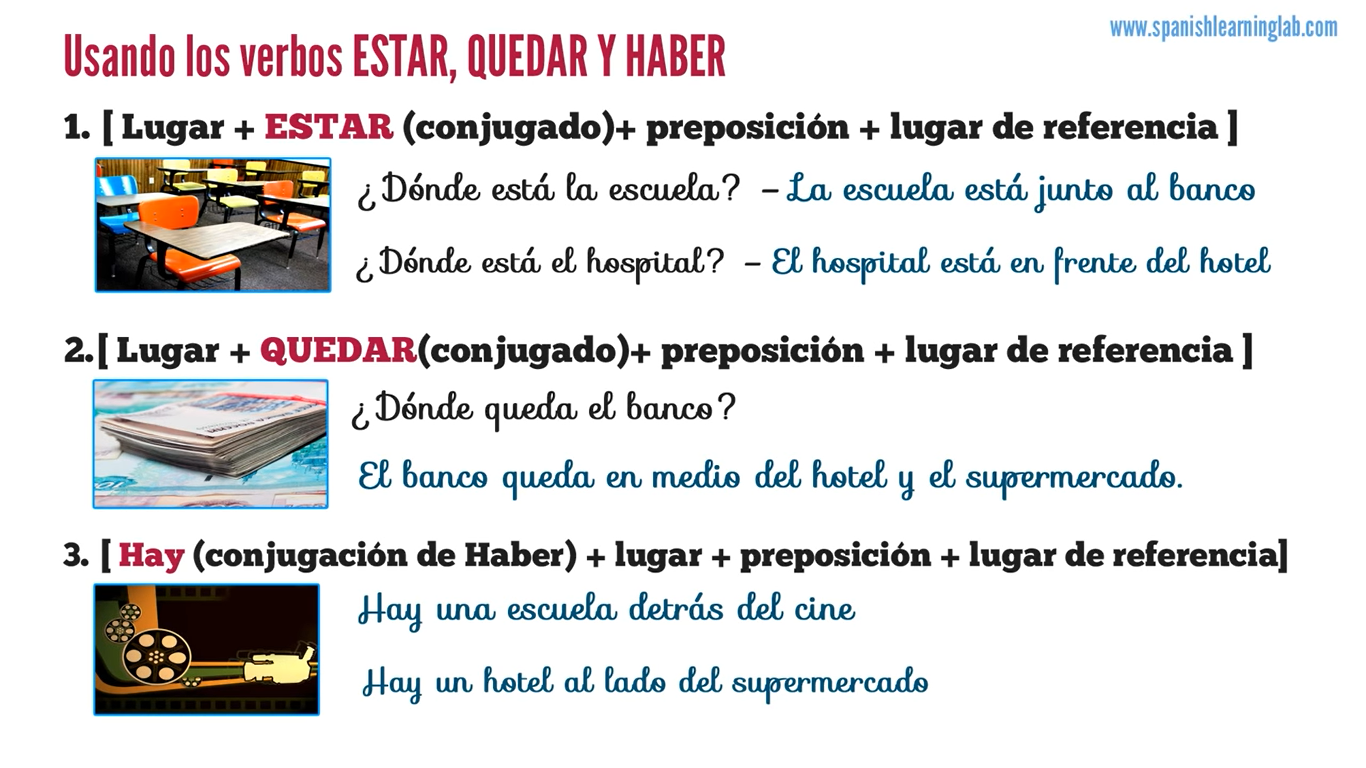 www.spanishlearninglab.com
Usando los verbos ESTAR, QUEDAR Y HABER
1. [ Lugar + ESTAR (conjugado)+ preposición + lugar de referencia ]
¿Dónde está la escuela? – La escuela está junto al banco
¿Dónde está el hospital? – El hospital está en frente del hotel
2.[ Lugar + QUEDAR(conjugado)+ preposición + lugar de referencia ]
¿Dónde queda el banco?
El banco queda en medio del hotel y el supermercado.
3. [ Hay (conjugación de Haber) + lugar + preposición + lugar de referencia]
Hay una escuela detrás del cine
Hay un hotel al lado del supermercado